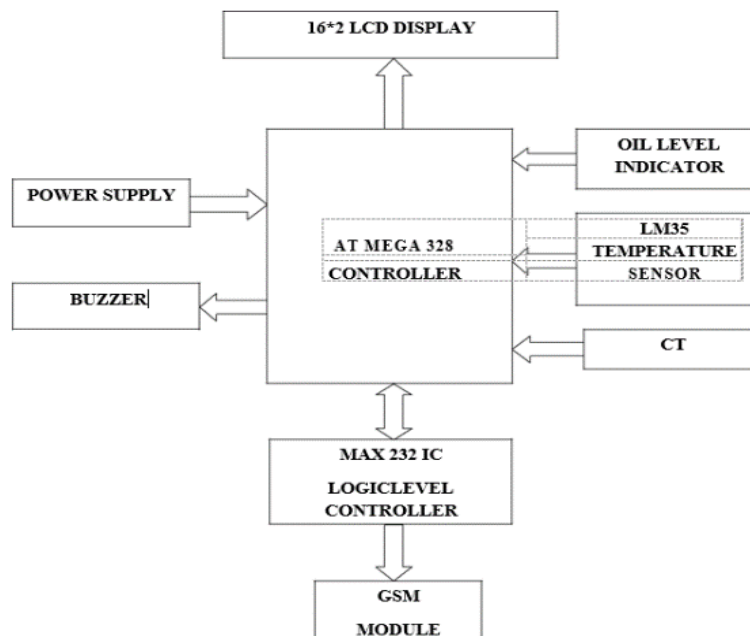 16*2 LCD DISPLAY
OIL LEVEL
INDICATOR
POWER SUPPLY
LM35
AT MEGA 328
TEMPERATURE
CONTROLLER
SENSOR
BUZZER
CT
MAX 232 IC
LOGICLEVEL
CONTROLLER
GSM
MODULE